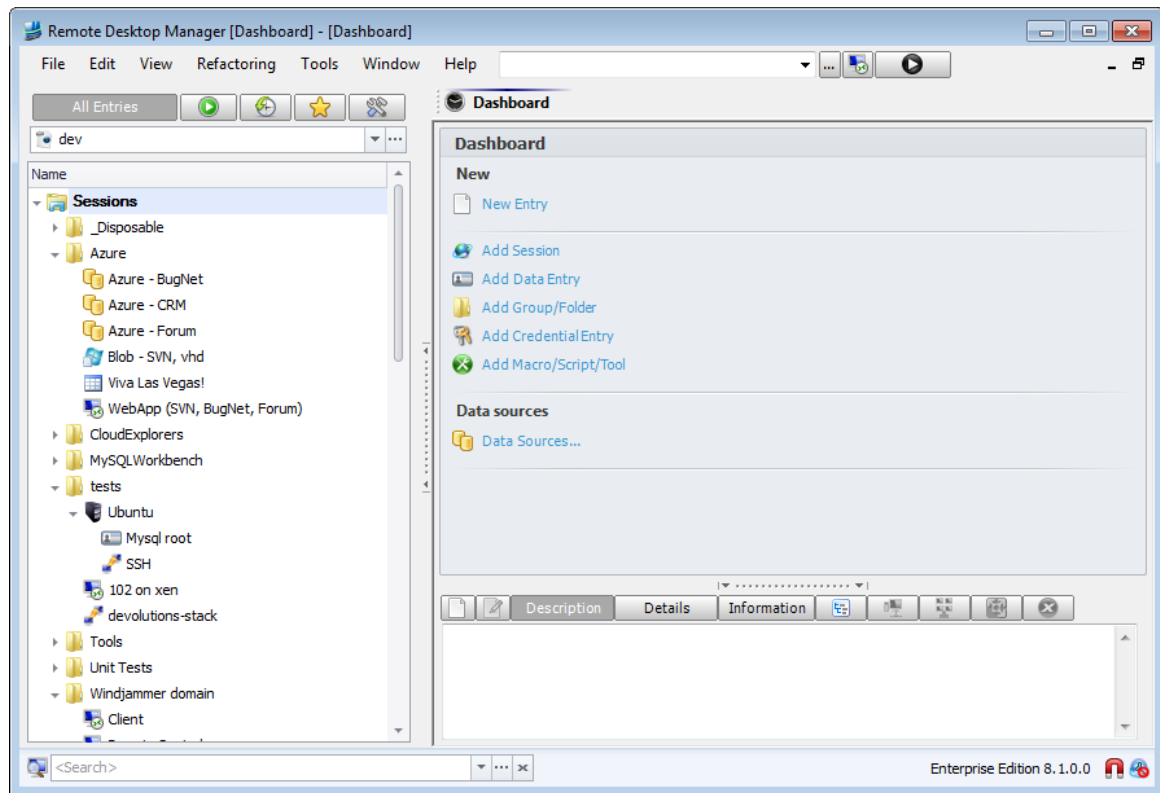 Remote Desktop Manager [Dashboard] - [Dashboard]
File Edit View Refactoring Tools Window Help
All Entries
Dashboard
dev
Dashboard
Name
New
Sessions
New Entry
_Disposable
Azure
Add Session
Azure - BugNet
Add Data Entry
Azure - CRM
Add Group/Folder
Azure - Forum
Add Credential Entry
Blob - SVN, vhd
Add Macro/Script/Tool
Viva Las Vegas!
WebApp (SVN, BugNet, Forum)
Data sources
CloudExplorers
Data Sources...
MySQLWorkbench
tests
Ubuntu
Mysql root
SSH
102 on xen
Description Details Information
devolutions-stack
Tools
Unit Tests
Windjammer domain
Client
<Search>
Enterprise Edition 8.1.0.0